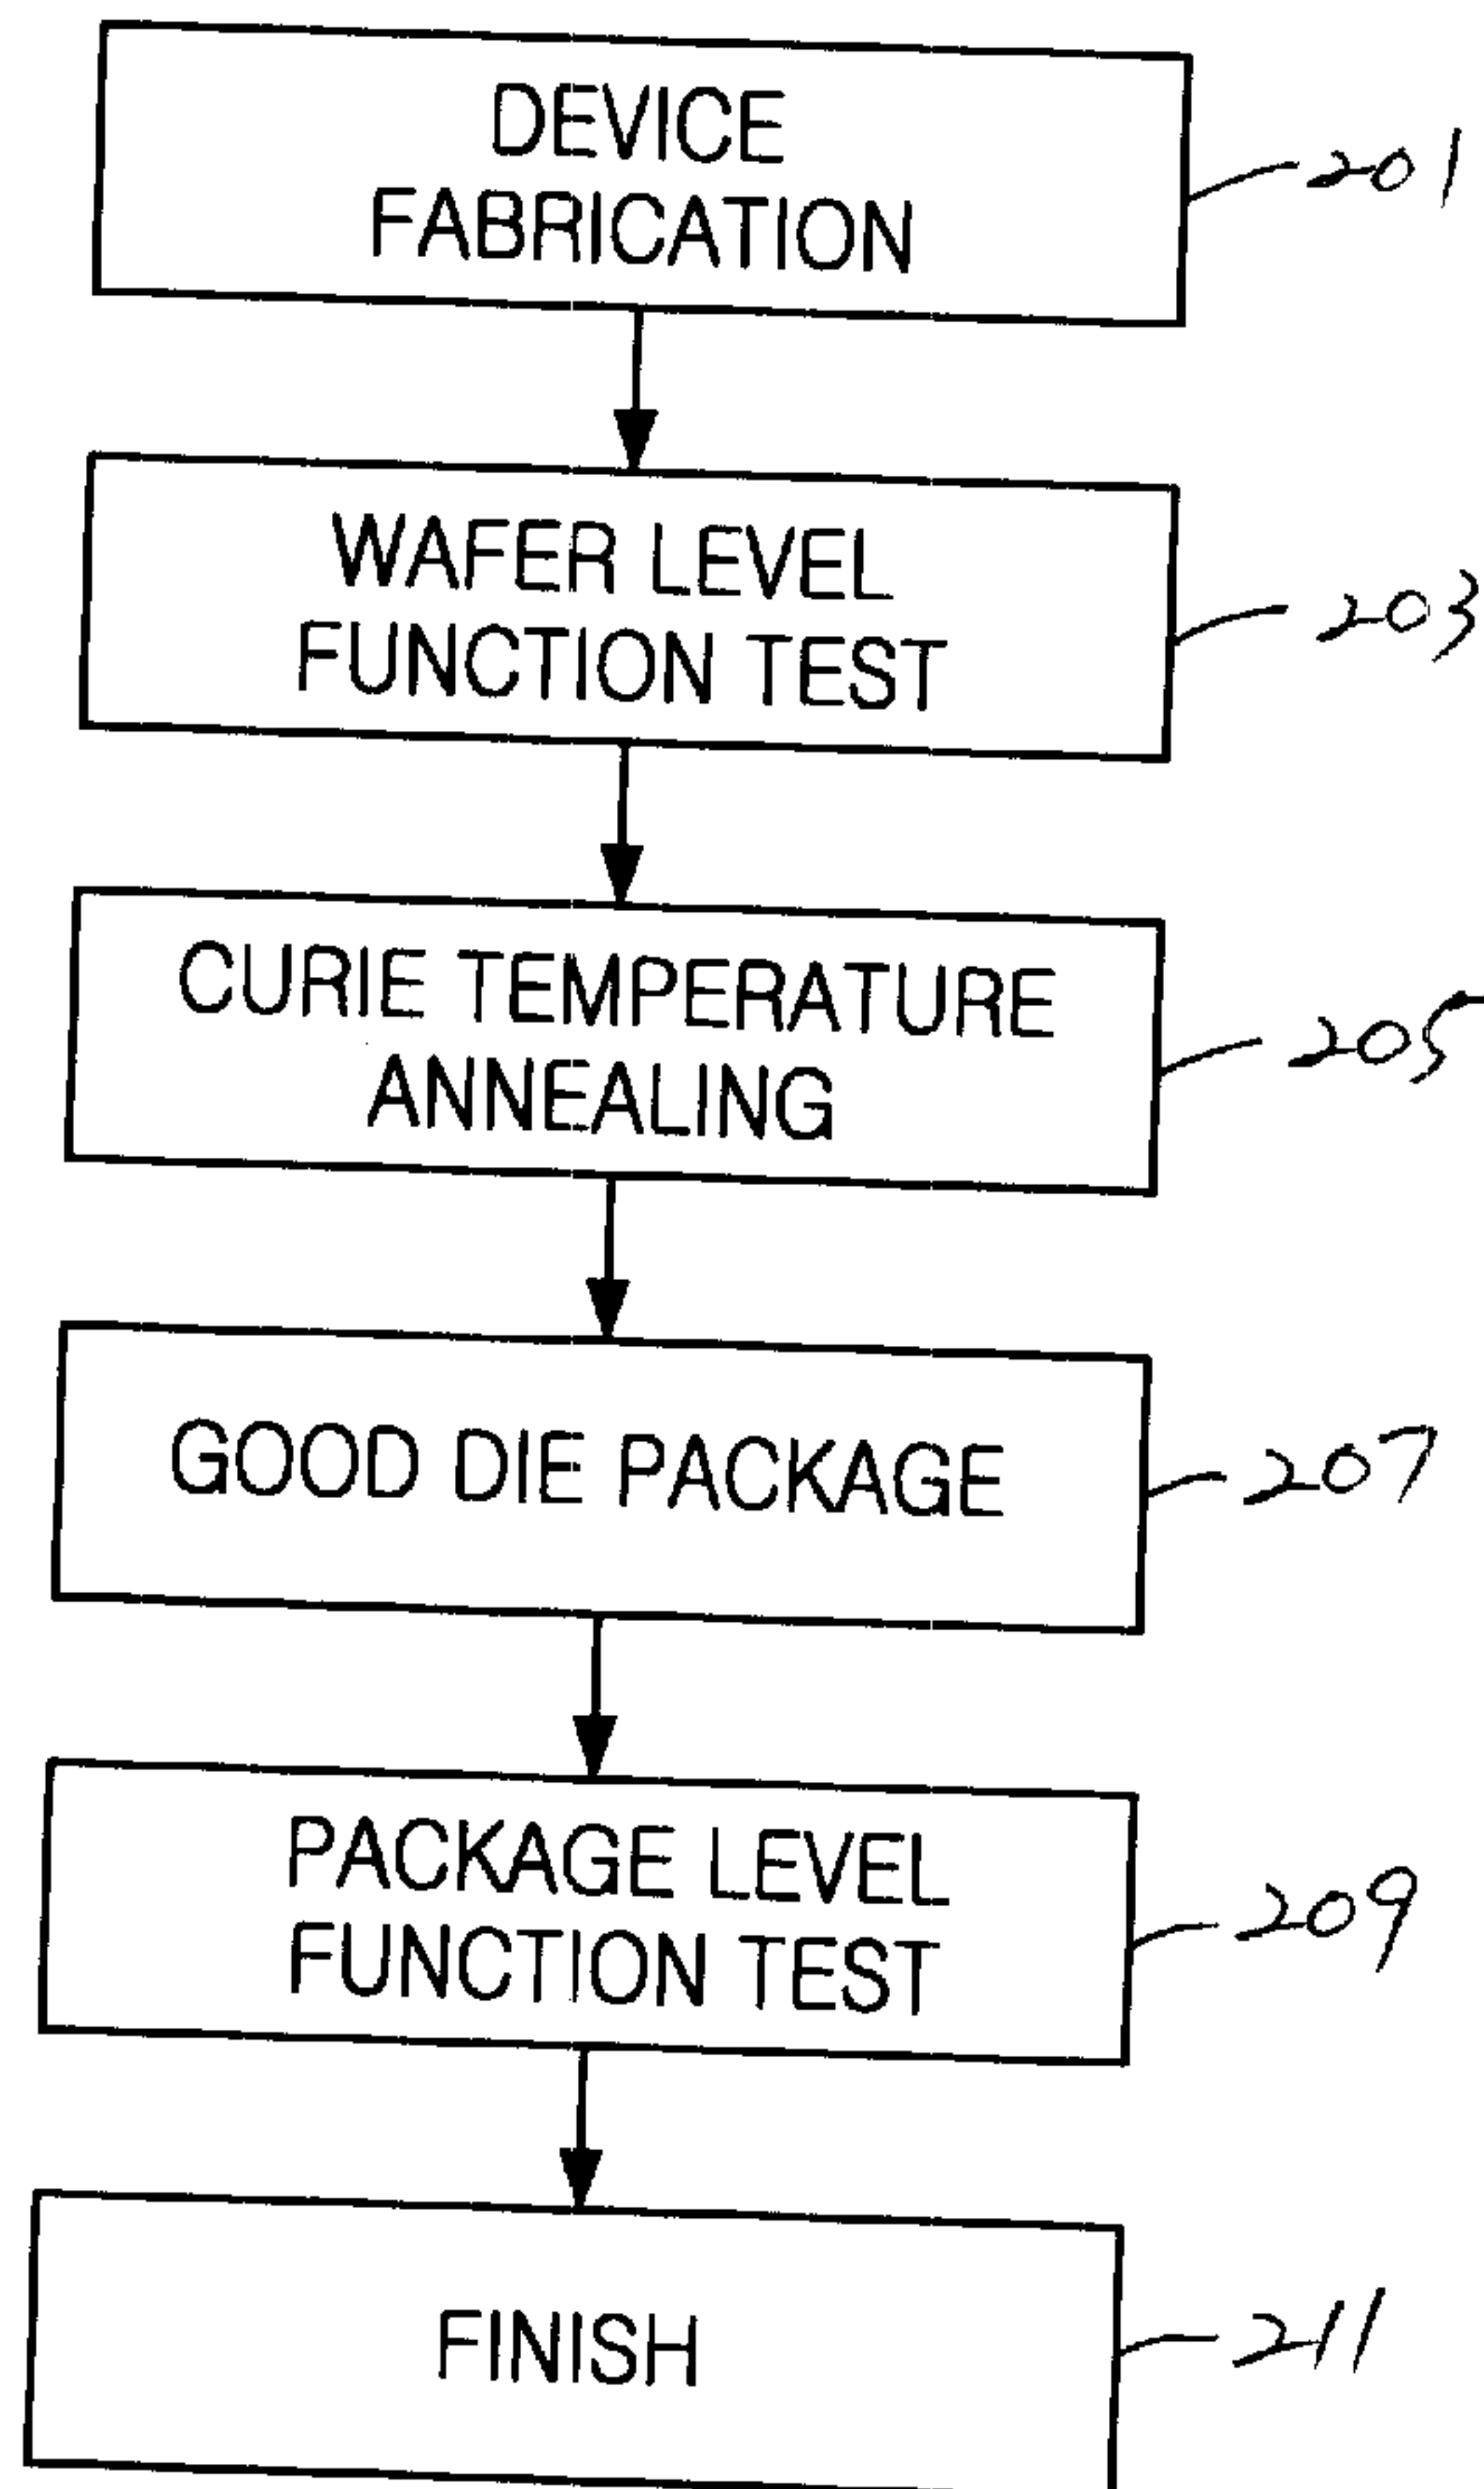 DEVICE
FABRICATION
201
WAFER LEVEL
FUNCTION TEST
203
CURIE TEMPERATURE
ANNEALING
205
GOOD DIE PACKAGE
207
PACKAGE LEVEL
FUNCTION TEST
209
FINISH
211